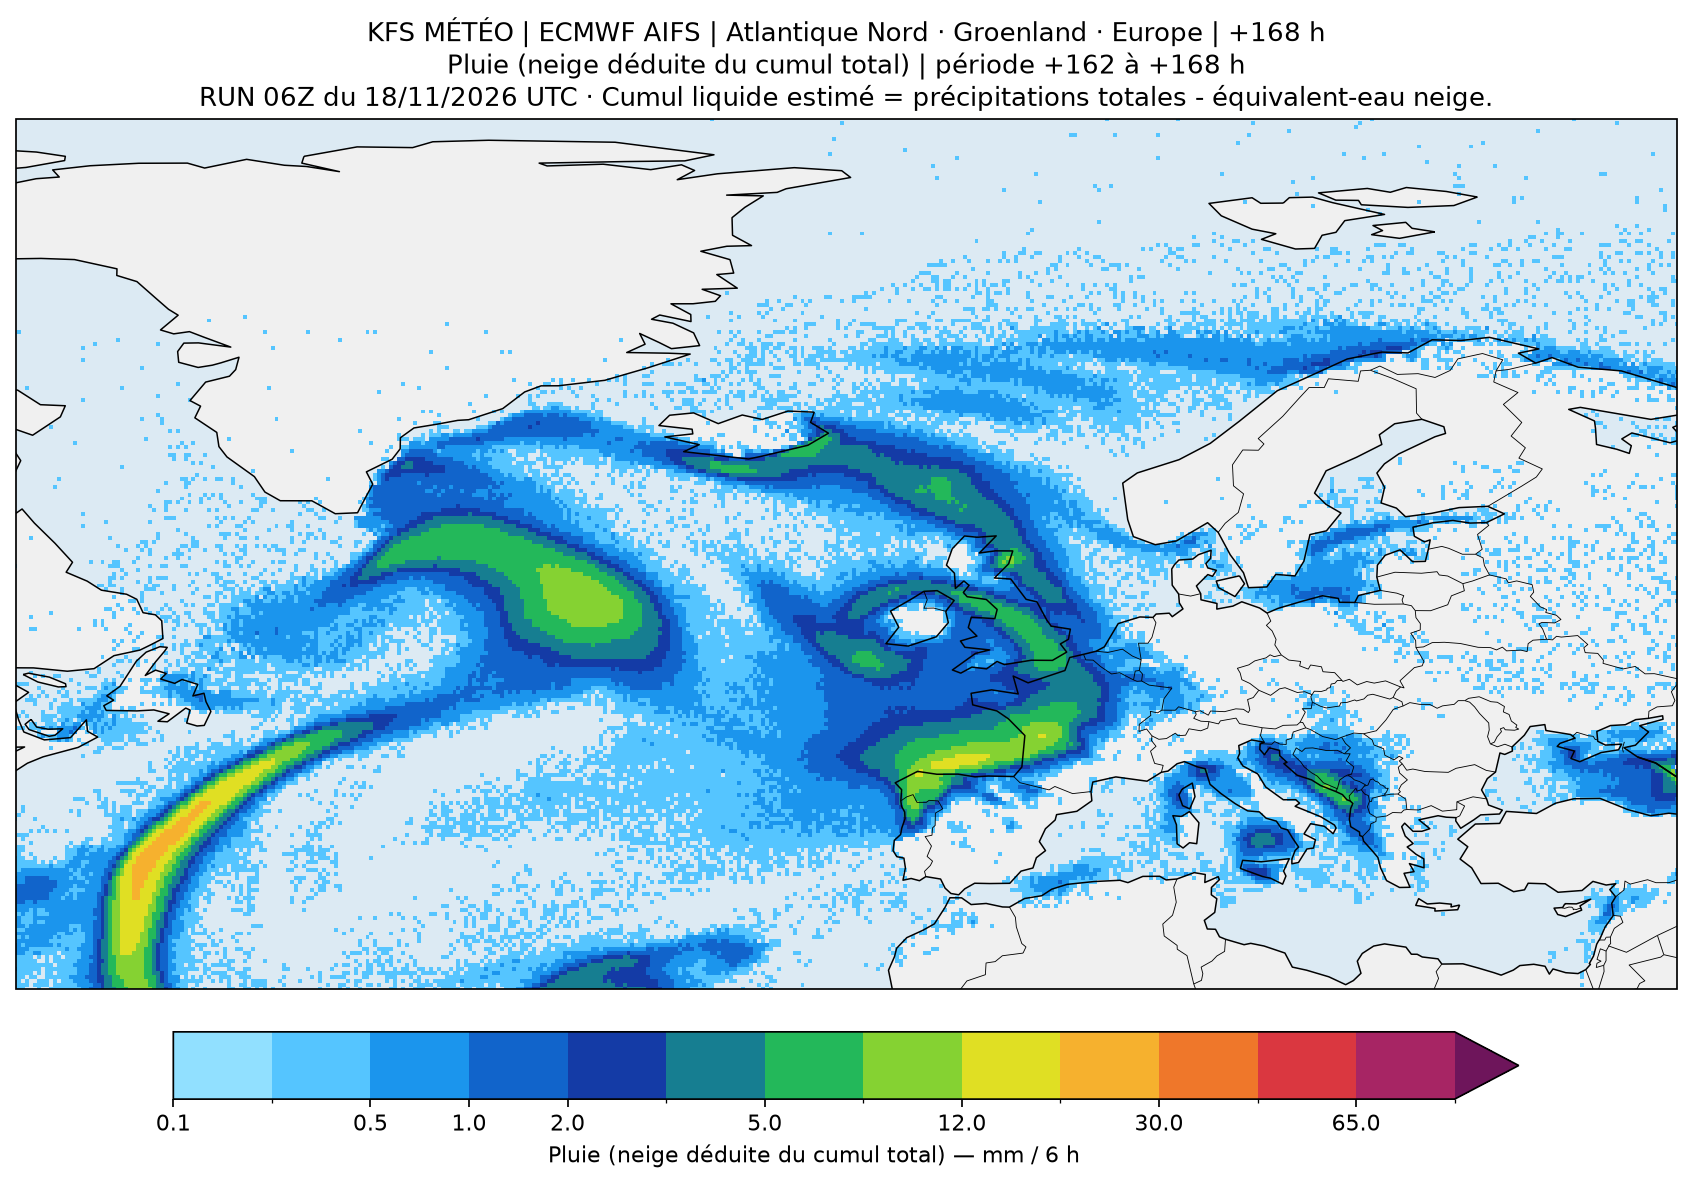 KFS MÉTÉO | ECMWF AIFS | Atlantique Nord · Groenland · Europe | +168 h
Pluie (neige déduite du cumul total) | période +162 à +168 h
RUN 06Z du 18/11/2026 UTC · Cumul liquide estimé = précipitations totales - équivalent-eau neige.
0.1 0.5 1.0 2.0 5.0 12.0 30.0 65.0
Pluie (neige déduite du cumul total) — mm / 6 h